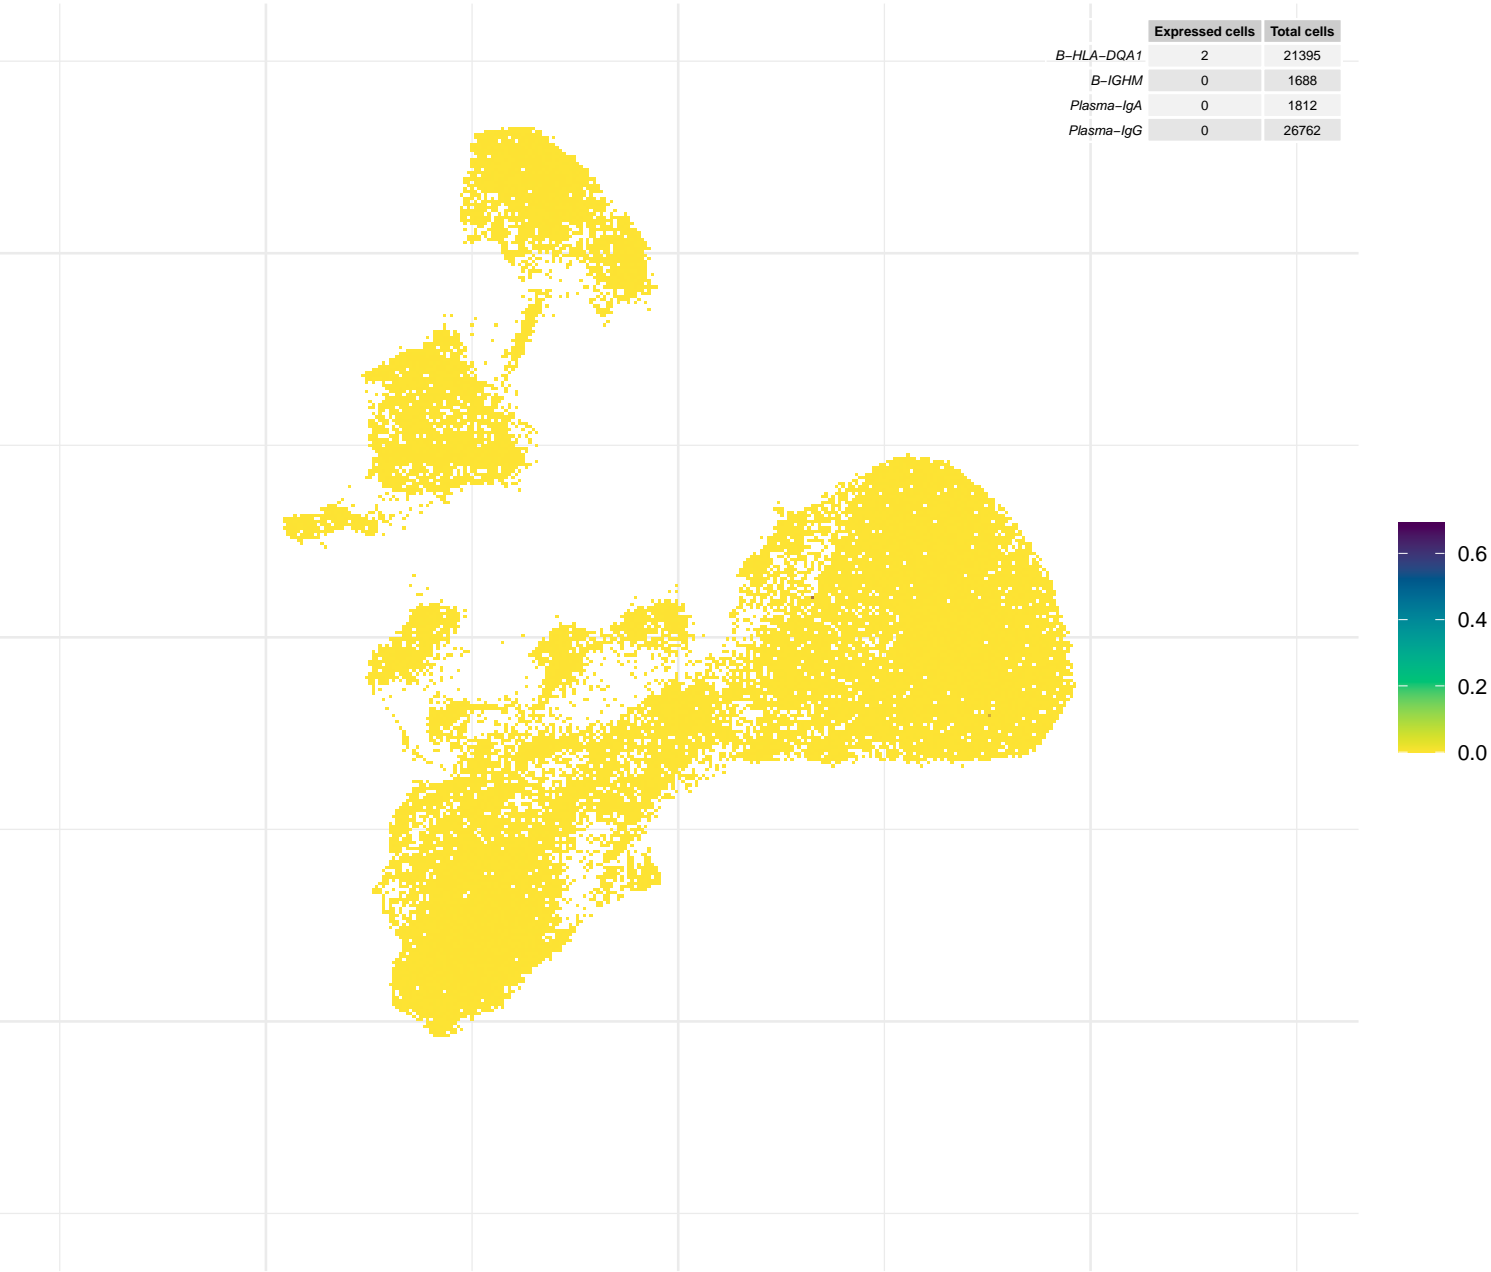 Expressed cells Total cells
B-HLA-DQA1 2 21395
B-IGHM 0 1688
Plasma-IgA 0 1812
Plasma-IgG 0 26762
0.6
0.4
0.2
0.0